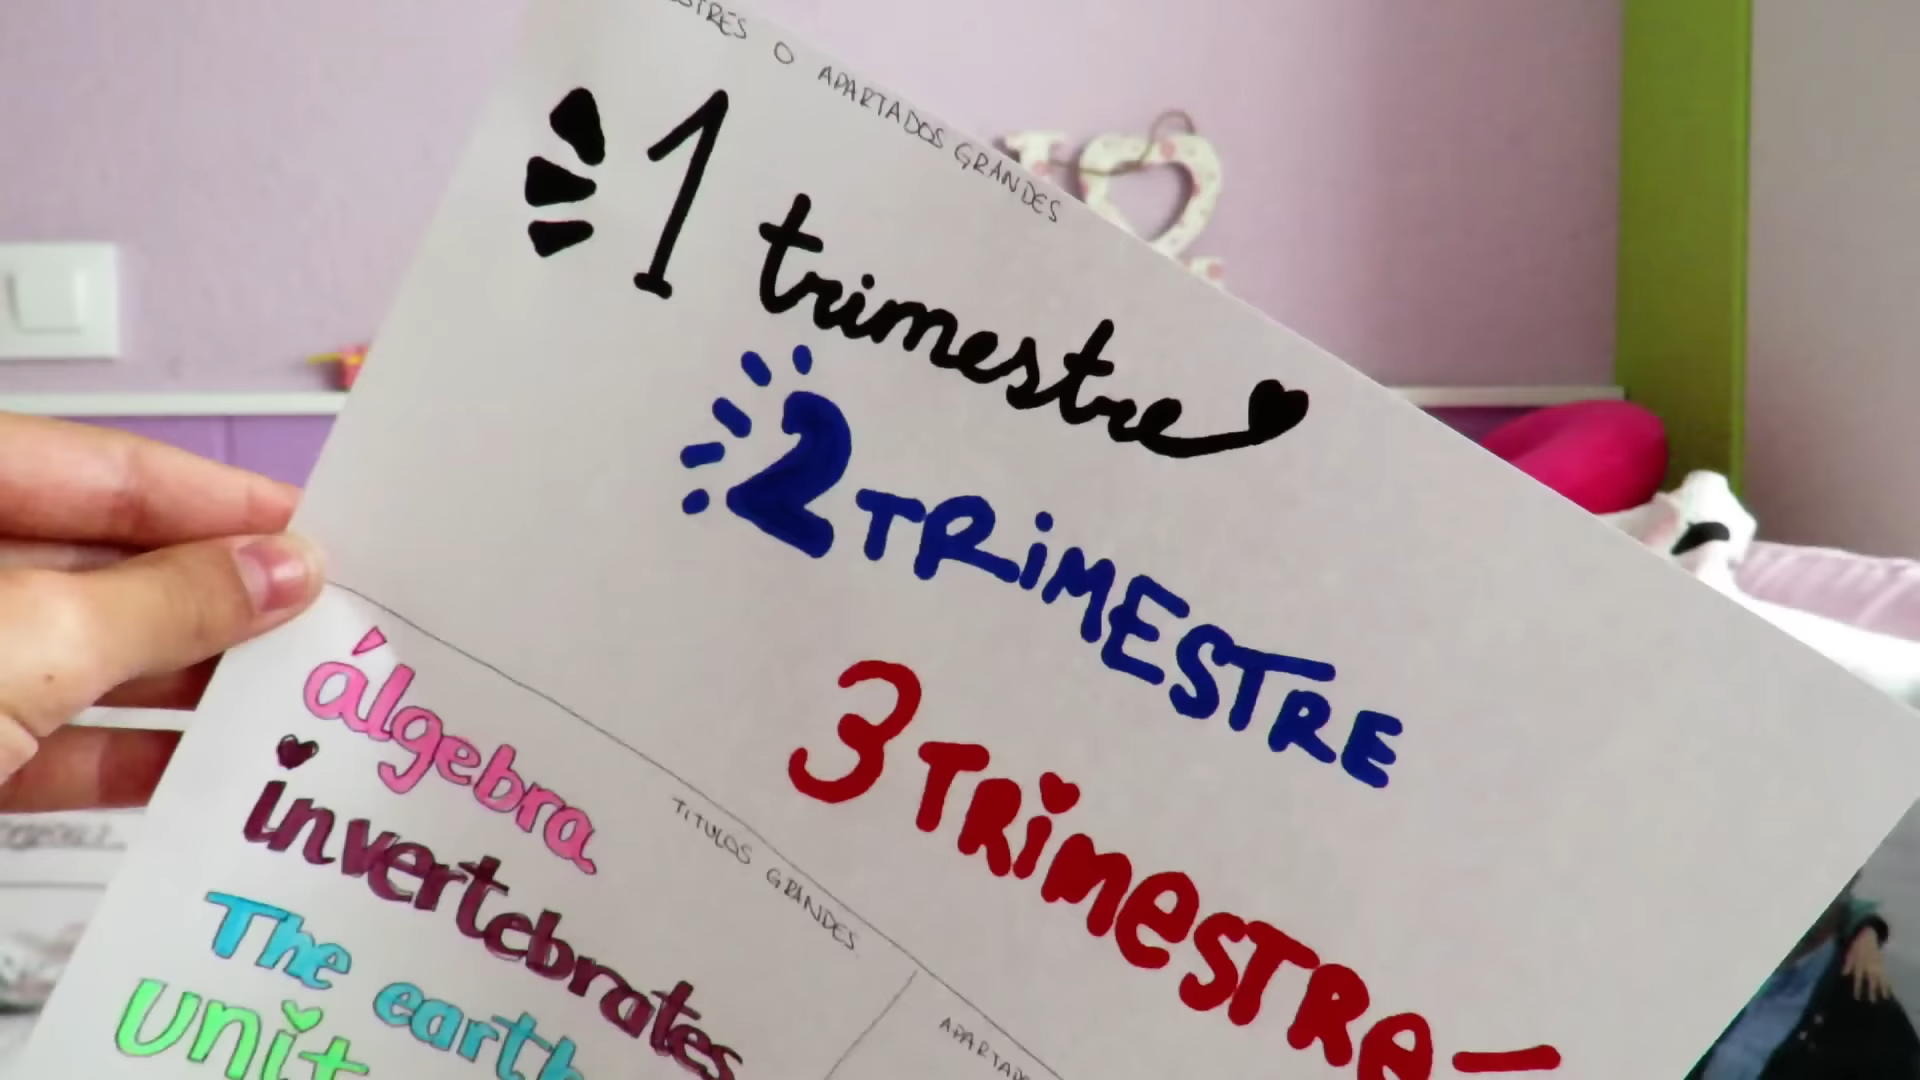 O APARTADOS GRANDES
1 trimestre
2 TRiMESTRE
3 TRiMESTRE
álgebra
invertebrates
The earth
Unit
TITULOS GRANDES